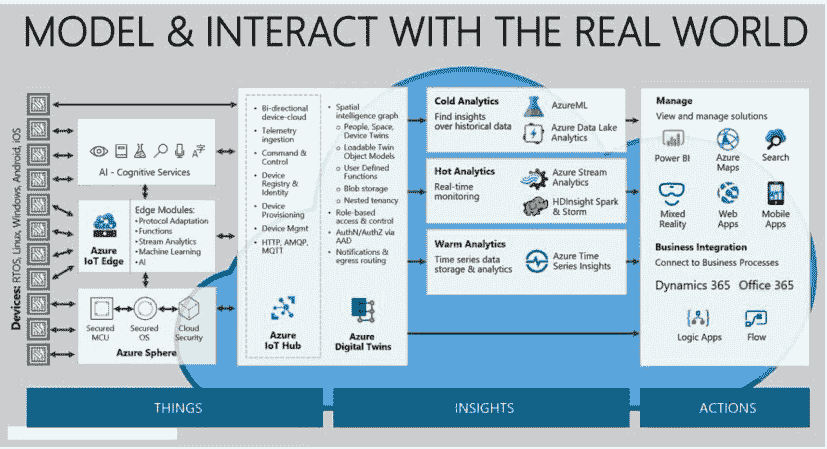 MODEL & INTERACT WITH THE REAL WORLD
Devices: RTOS, Linux, Windows, Android, iOS
AI - Cognitive Services
Azure
IoT Edge
Edge Modules:
•Protocol Adaptation
•Functions
•Stream Analytics
•Machine Learning
•AI
Secured
MCU
Secured
OS
Cloud
Security
Azure Sphere
• Bi-directional
device-cloud
• Telemetry
ingestion
• Command &
Control
• Device
Registry &
Identity
• Device
Provisioning
• Device Mgmt
• HTTP, AMQP,
MQTT
Azure
IoT Hub
• Spatial
intelligence graph
o People, Space,
Device Twins
o Loadable Twin
Object Models
o User Defined
Functions
o Blob storage
o Nested tenancy
• Role-based
access & control
• AuthN/AuthZ via
AAD
• Notifications &
egress routing
Azure
Digital Twins
Cold Analytics
Find insights
over historical data
AzureML
Azure Data Lake
Analytics
Hot Analytics
Real-time
monitoring
Azure Stream
Analytics
HDInsight Spark
& Storm
Warm Analytics
Time series data
storage & analytics
Azure Time
Series Insights
Manage
View and manage solutions
Power BI
Azure
Maps
Search
Mixed
Reality
Web
Apps
Mobile
Apps
Business Integration
Connect to Business Processes
Dynamics 365 Office 365
Logic Apps
Flow
THINGS
INSIGHTS
ACTIONS